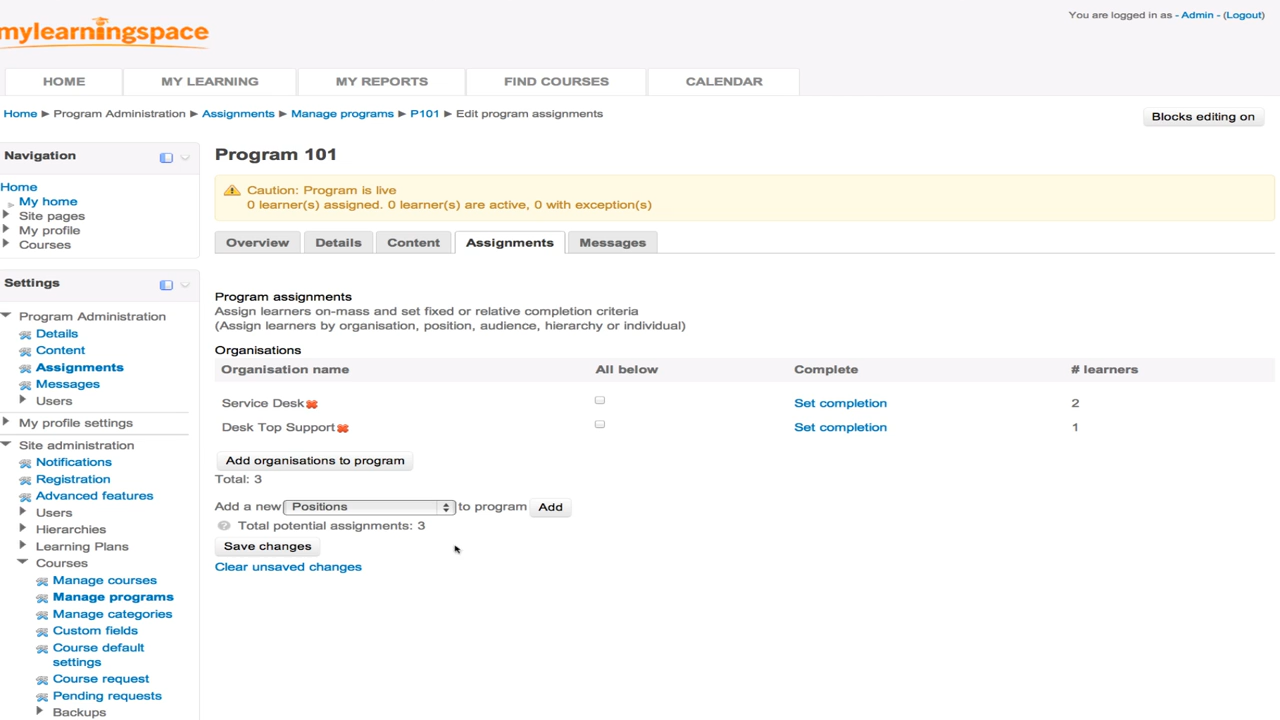 You are logged in as - Admin - (Logout)
mylearningspace
HOME MY LEARNING MY REPORTS FIND COURSES CALENDAR
Home ► Program Administration ► Assignments ► Manage programs ► P101 ► Edit program assignments
Blocks editing on
Navigation
Home
My home
Site pages
My profile
Courses
Settings
Program Administration
Details
Content
Assignments
Messages
Users
My profile settings
Site administration
Notifications
Registration
Advanced features
Users
Hierarchies
Learning Plans
Courses
Manage courses
Manage programs
Manage categories
Custom fields
Course default
settings
Course request
Pending requests
Backups
Program 101
Caution: Program is live
0 learner(s) assigned. 0 learner(s) are active, 0 with exception(s)
Overview Details Content Assignments Messages
Program assignments
Assign learners on-mass and set fixed or relative completion criteria
(Assign learners by organisation, position, audience, hierarchy or individual)
Organisations
Organisation name All below Complete # learners
Service Desk Set completion 2
Desk Top Support Set completion 1
Add organisations to program
Total: 3
Add a new Positions to program Add
Total potential assignments: 3
Save changes
Clear unsaved changes